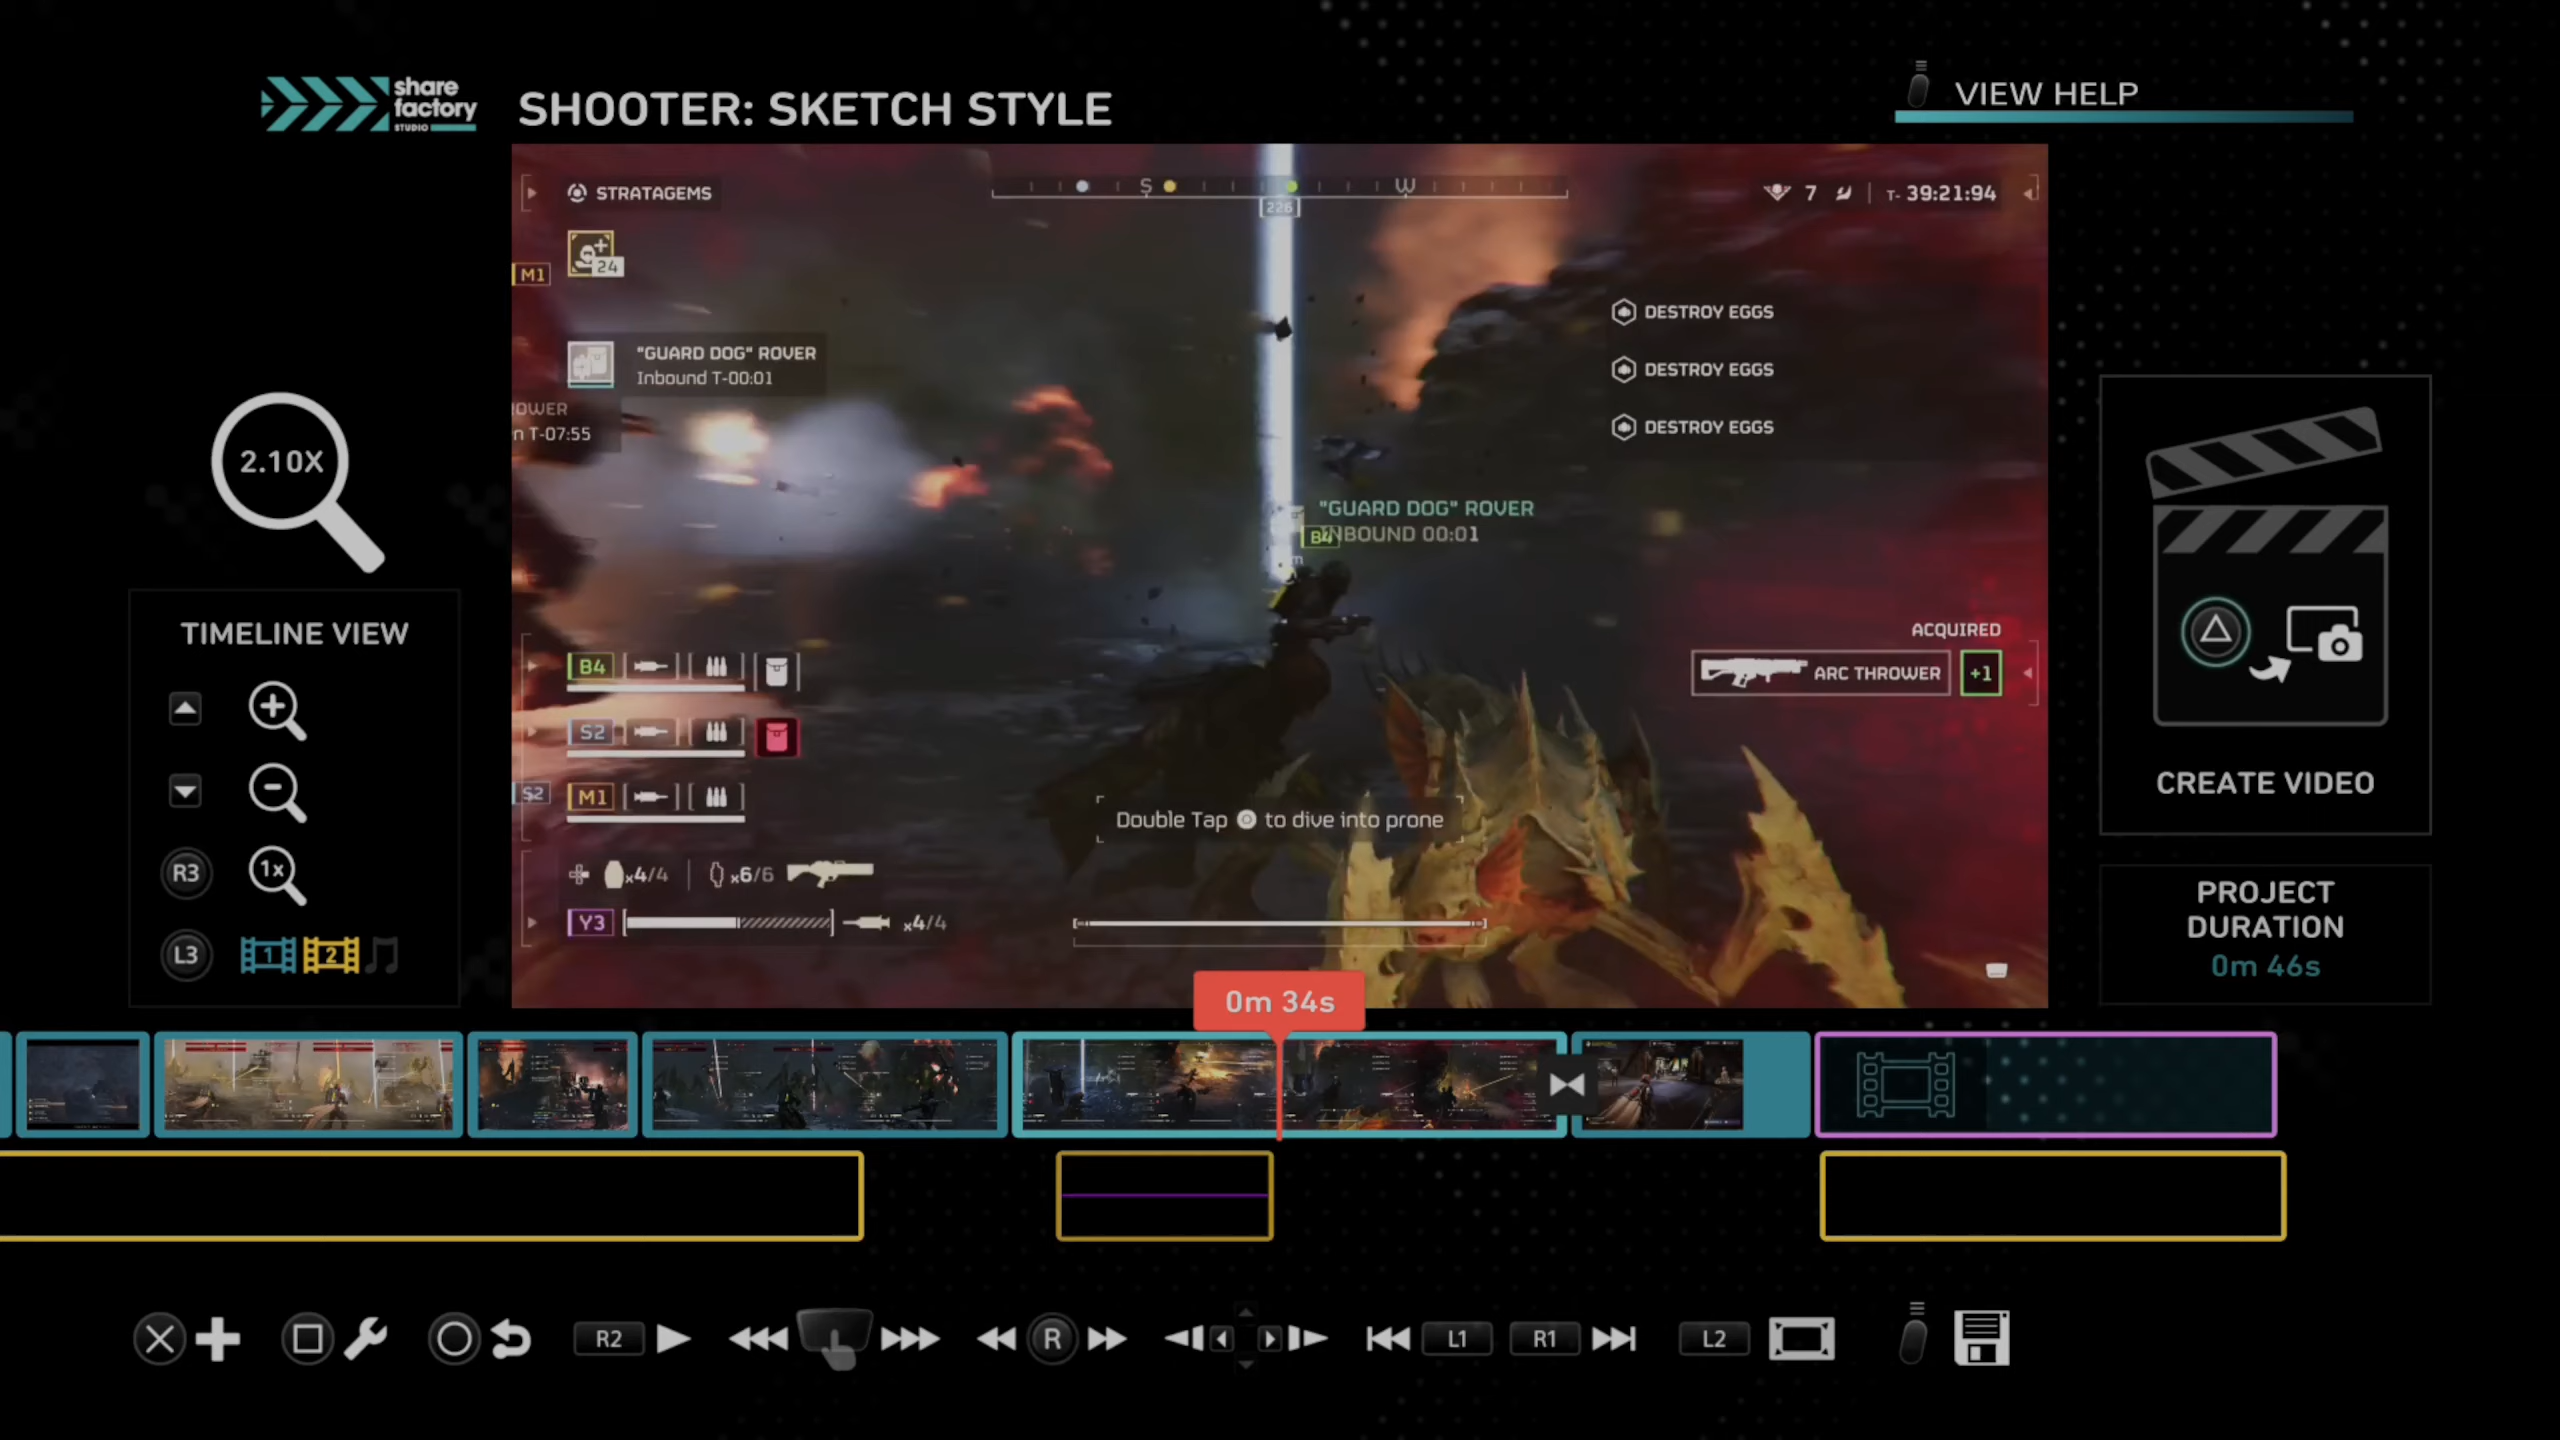 share
factory
STUDIO
SHOOTER: SKETCH STYLE
VIEW HELP
STRATAGEMS
S
W
226
7
T- 39:21:94
M1
24
"GUARD DOG" ROVER
Inbound T-00:01
OWER
n T-07:55
DESTROY EGGS
DESTROY EGGS
DESTROY EGGS
"GUARD DOG" ROVER
B4
NBOUND 00:01
m
2.10X
TIMELINE VIEW
1x
R3
L3
1
2
B4
S2
S2
M1
x4/4
x6/6
Y3
x4/4
Double Tap to dive into prone
ACQUIRED
ARC THROWER
+1
CREATE VIDEO
PROJECT
DURATION
0m 46s
0m 34s
R2
R
L1
R1
L2